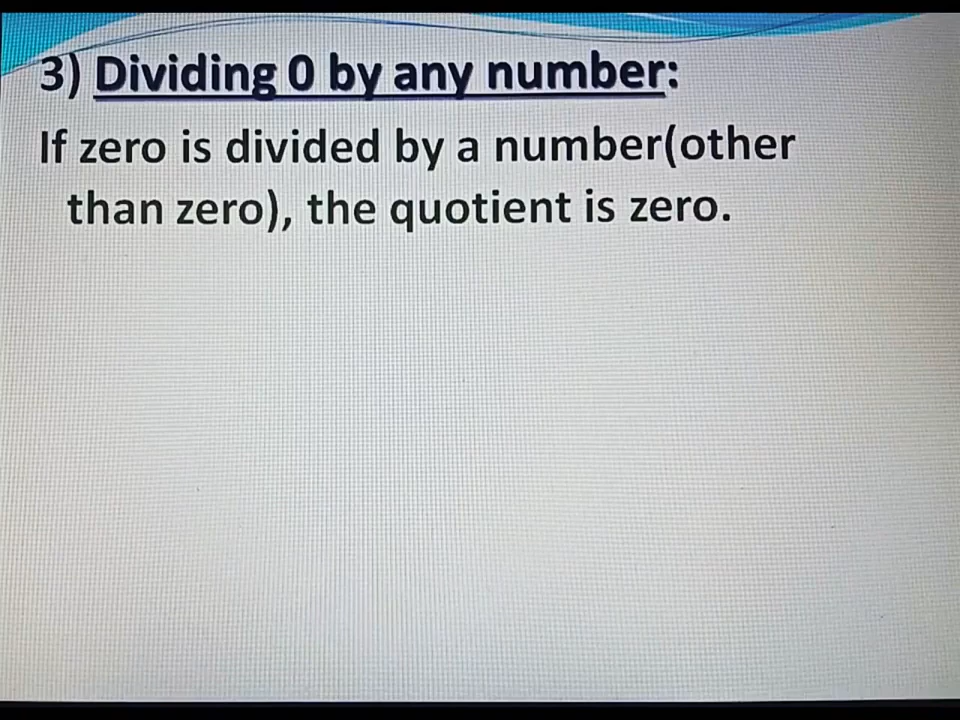 3) Dividing 0 by any number:
If zero is divided by a number(other
than zero), the quotient is zero.